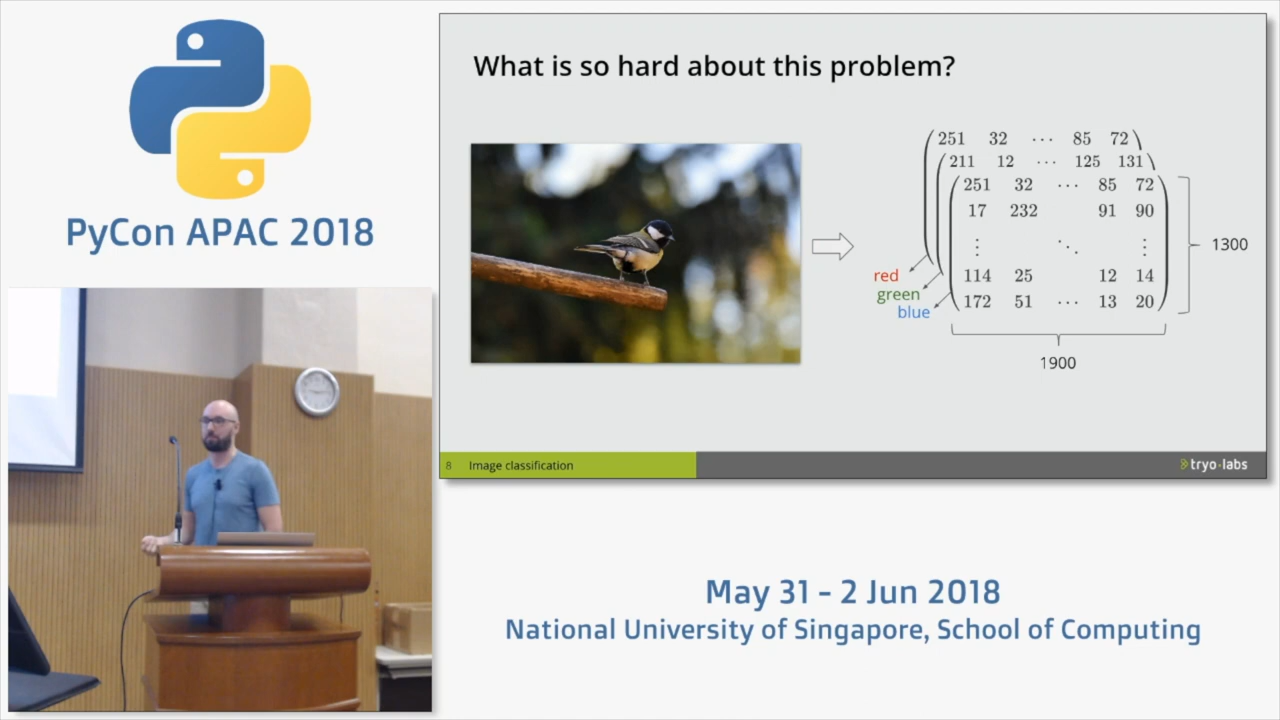 PyCon APAC 2018
What is so hard about this problem?
251 32 ⋯ 85 72
211 12 ⋯ 125 131
251 32 ⋯ 85 72
17 232 91 90
⋮ ⋱ ⋮
114 25 12 14
172 51 ⋯ 13 20
1300
red
green
blue
1900
8 Image classification
tryo·labs
May 31 - 2 Jun 2018
National University of Singapore, School of Computing